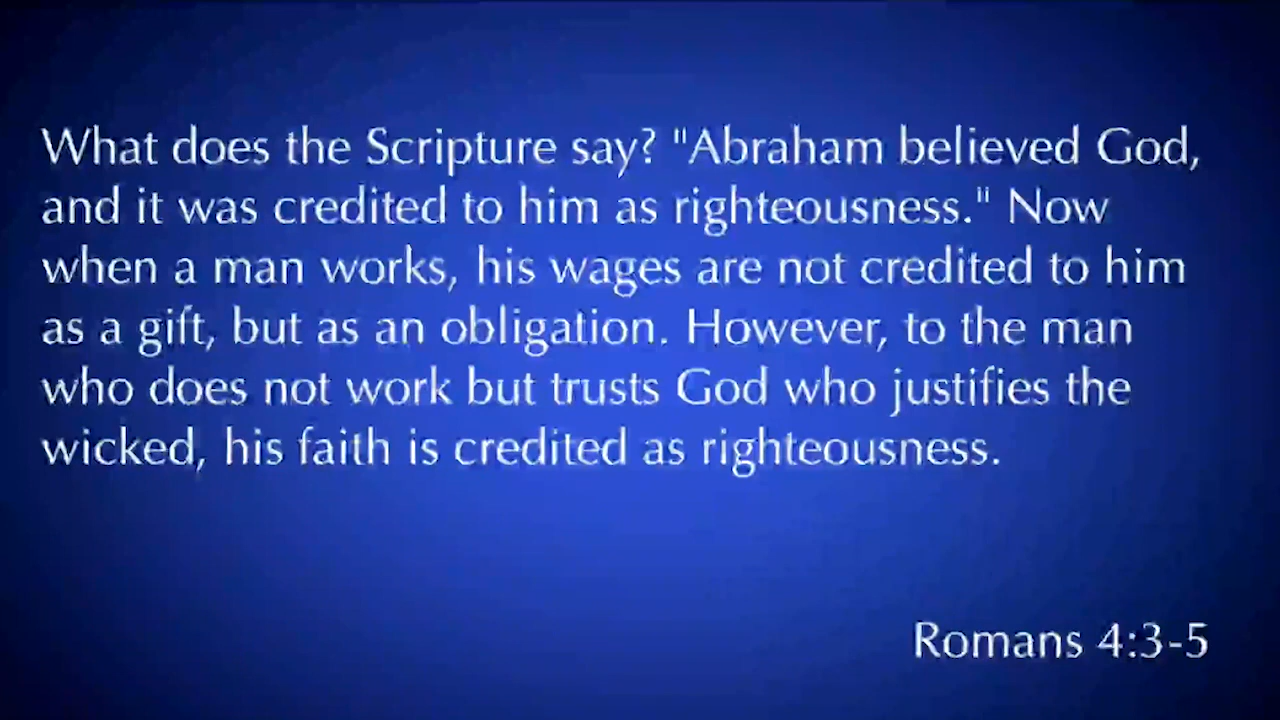 What does the Scripture say? "Abraham believed God,
and it was credited to him as righteousness." Now
when a man works, his wages are not credited to him
as a gift, but as an obligation. However, to the man
who does not work but trusts God who justifies the
wicked, his faith is credited as righteousness.
Romans 4:3-5